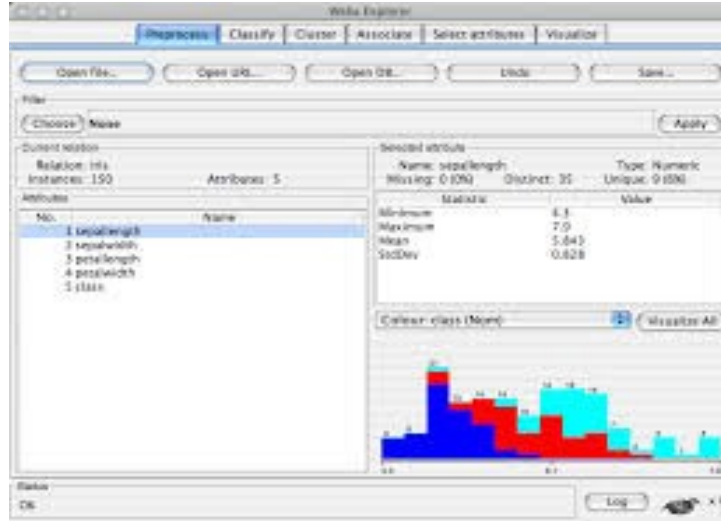 Weka Explorer
Preprocess Classify Cluster Associate Select attributes Visualize
Open file... Open URL... Open DB... Undo Save...
Filter
Choose None Apply
Current relation
Relation: iris
Instances: 150 Attributes: 5
Selected attribute
Name: sepallength Type: Numeric
Missing: 0 (0%) Distinct: 35 Unique: 9 (6%)
Attributes
No. Name
1 sepallength
2 sepalwidth
3 petallength
4 petalwidth
5 class
Statistic Value
Minimum 4.3
Maximum 7.9
Mean 5.843
StdDev 0.828
Colour: class (Nom) Visualize All
Status
OK
Log